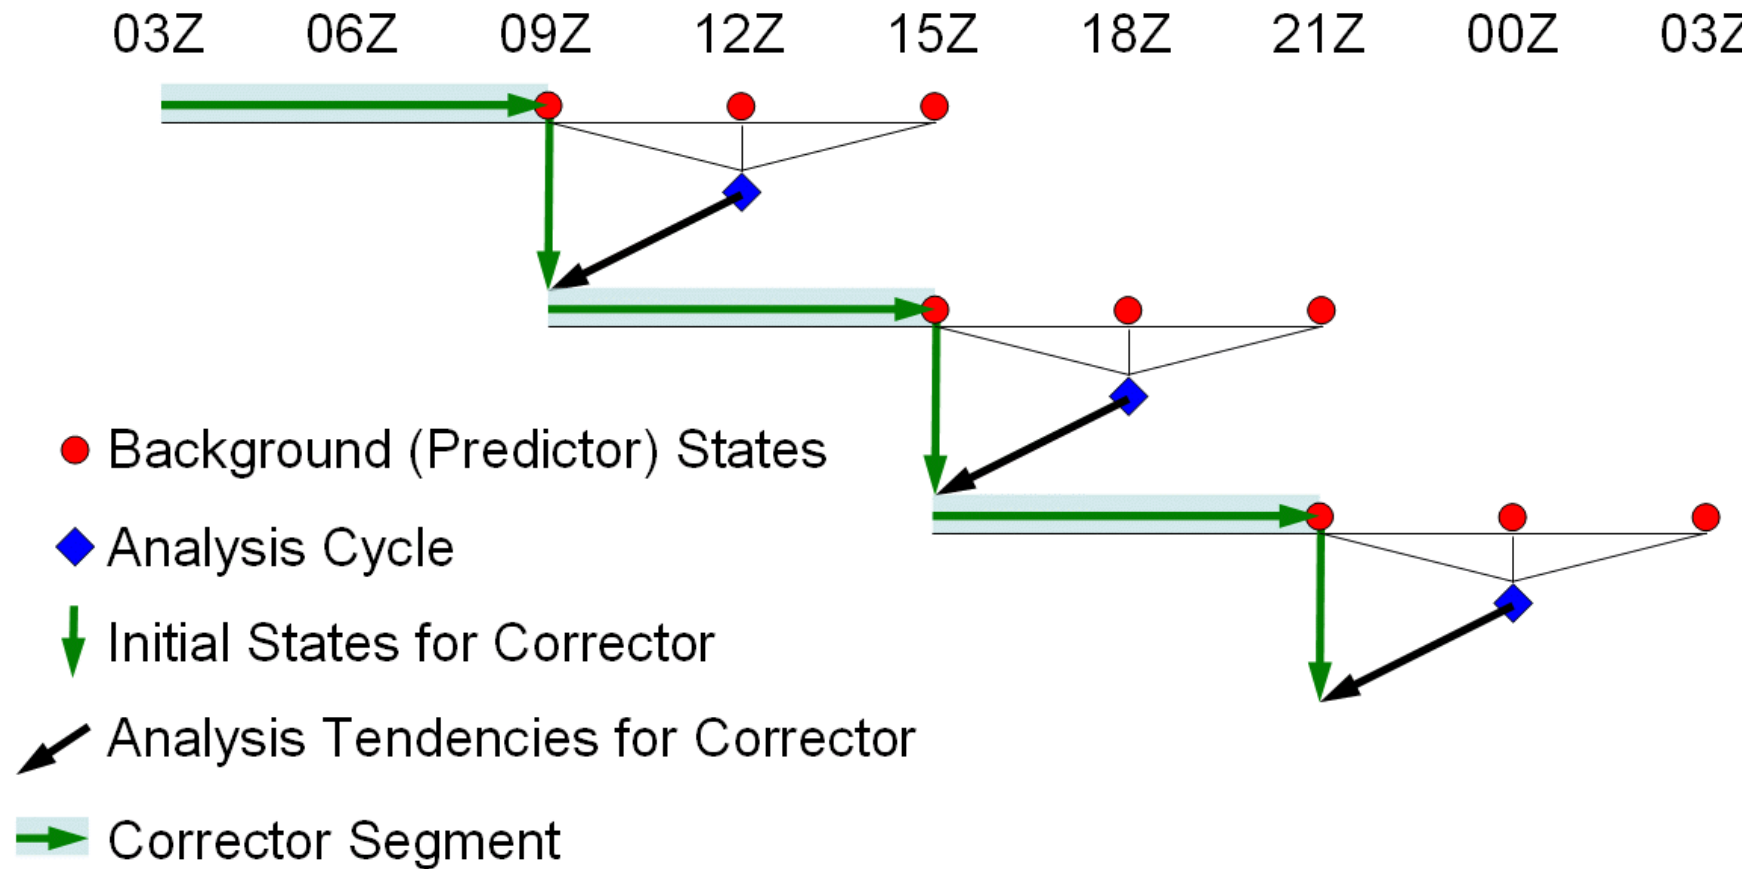 03Z 06Z 09Z 12Z 15Z 18Z 21Z 00Z 03Z
Background (Predictor) States
Analysis Cycle
Initial States for Corrector
Analysis Tendencies for Corrector
Corrector Segment